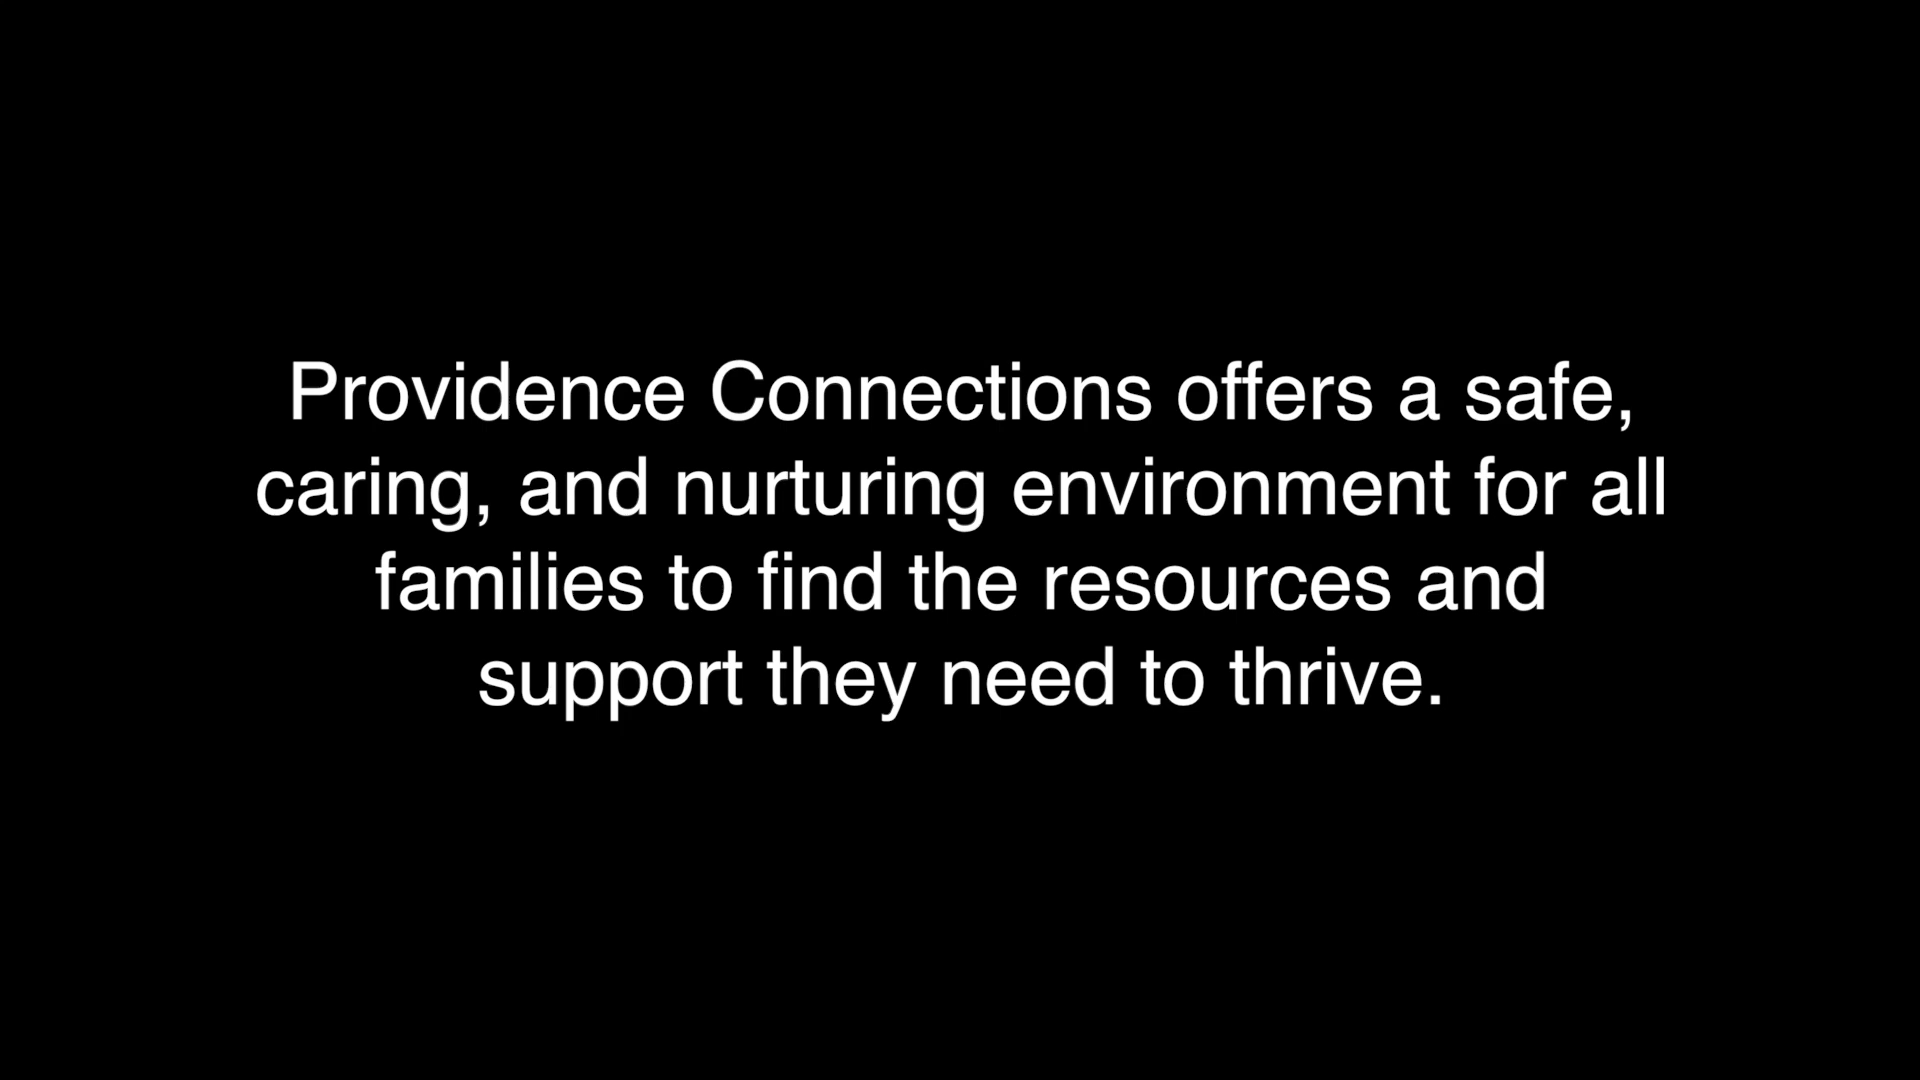 Providence Connections offers a safe,
caring, and nurturing environment for all
families to find the resources and
support they need to thrive.